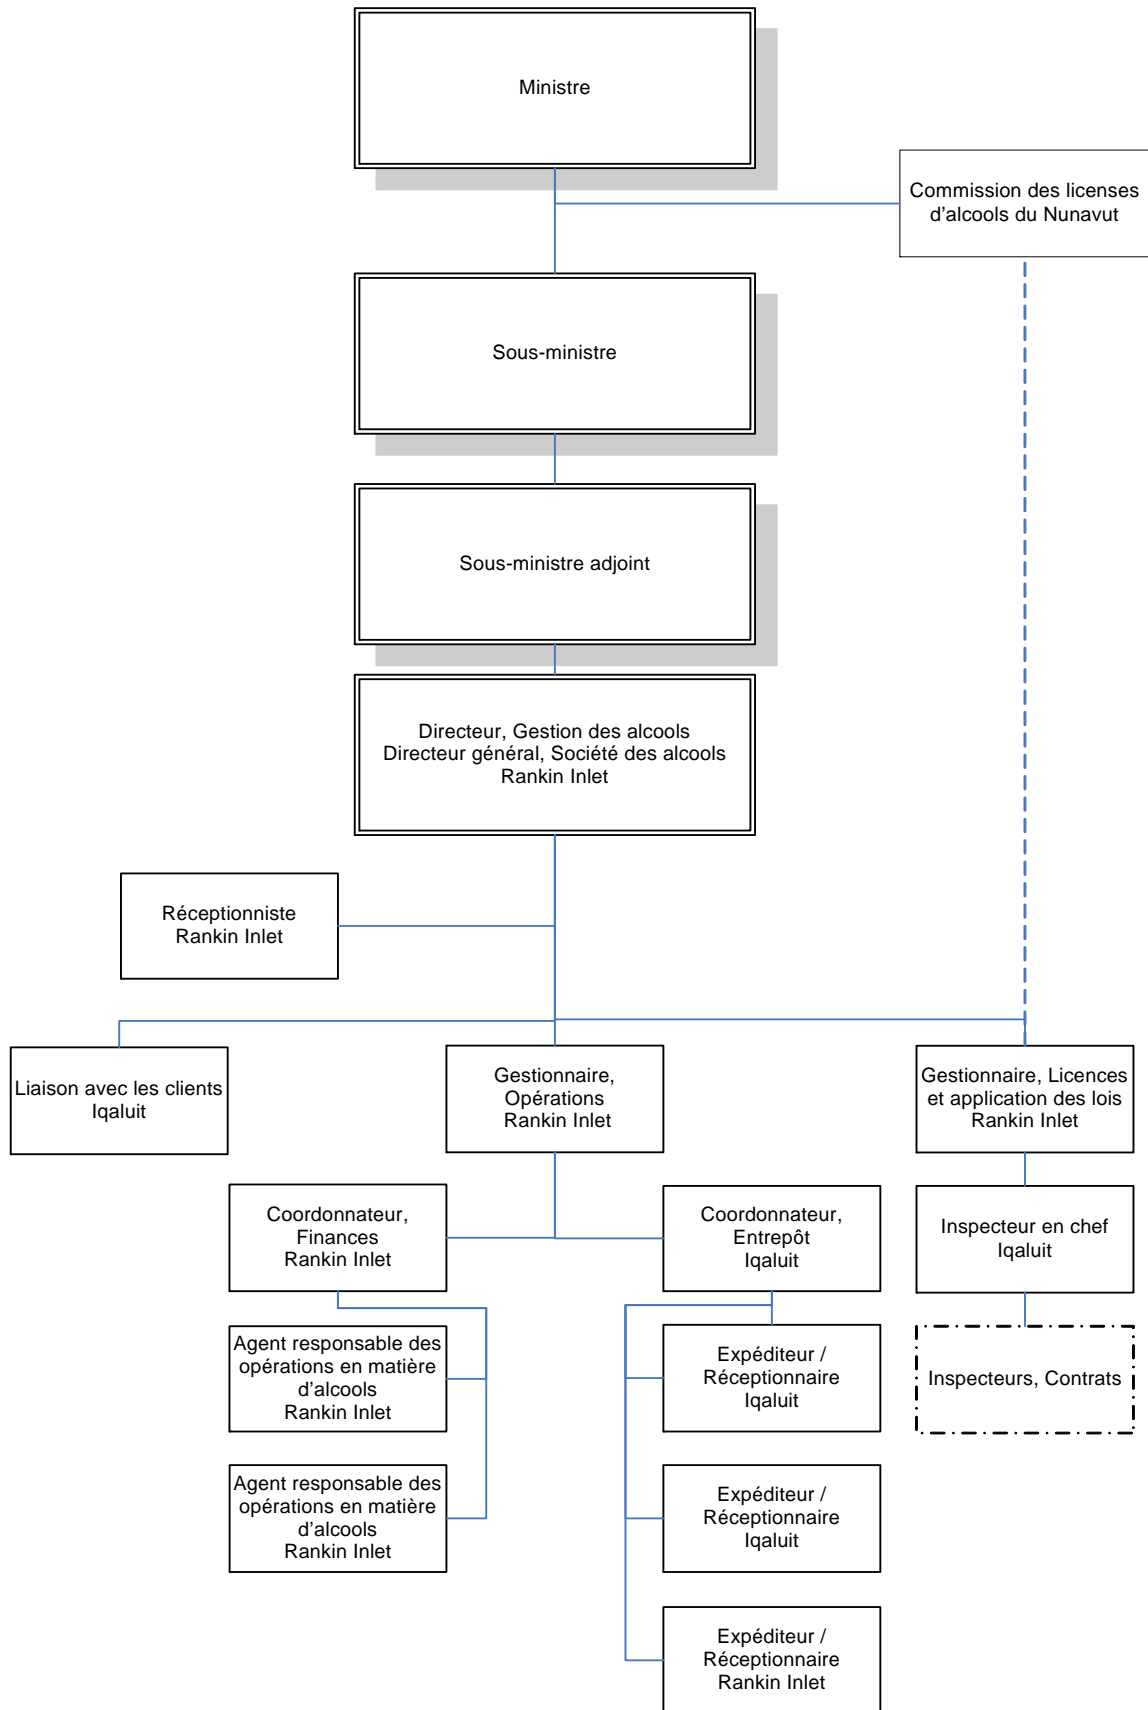 Ministre
Commission des licenses
d'alcools du Nunavut
Sous-ministre
Sous-ministre adjoint
Directeur, Gestion des alcools
Directeur général, Société des alcools
Rankin Inlet
Réceptionniste
Rankin Inlet
Liaison avec les clients
Iqaluit
Gestionnaire,
Opérations
Rankin Inlet
Gestionnaire, Licences
et application des lois
Rankin Inlet
Coordonnateur,
Finances
Rankin Inlet
Coordonnateur,
Entrepôt
Iqaluit
Inspecteur en chef
Iqaluit
Agent responsable des
opérations en matière
d'alcools
Rankin Inlet
Expéditeur /
Réceptionnaire
Iqaluit
Inspecteurs, Contrats
Agent responsable des
opérations en matière
d'alcools
Rankin Inlet
Expéditeur /
Réceptionnaire
Iqaluit
Expéditeur /
Réceptionnaire
Rankin Inlet